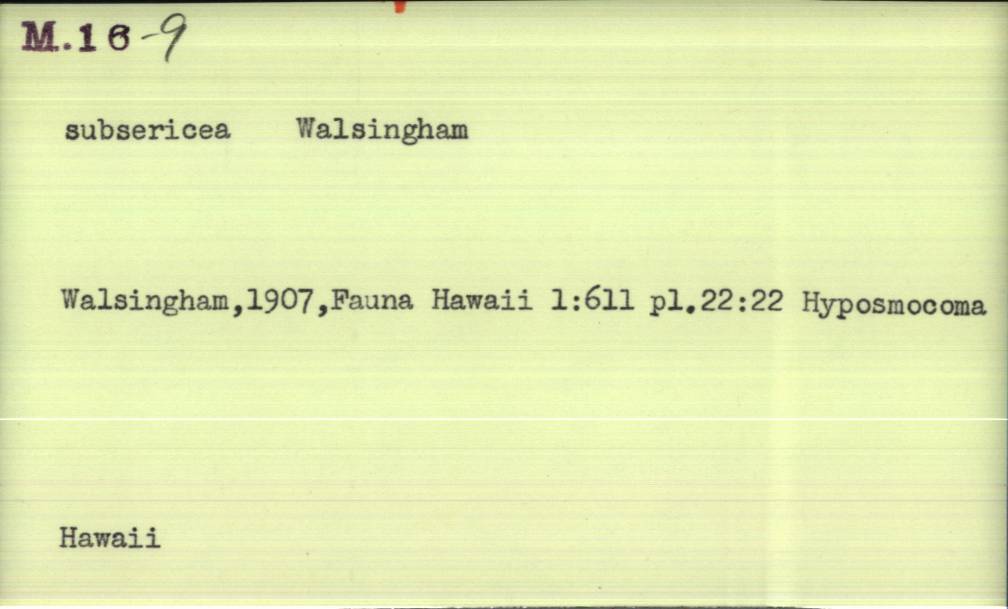 M.16-9
subsericea Walsingham
Walsingham,1907,Fauna Hawaii 1:611 pl.22:22 Hyposmocoma
Hawaii